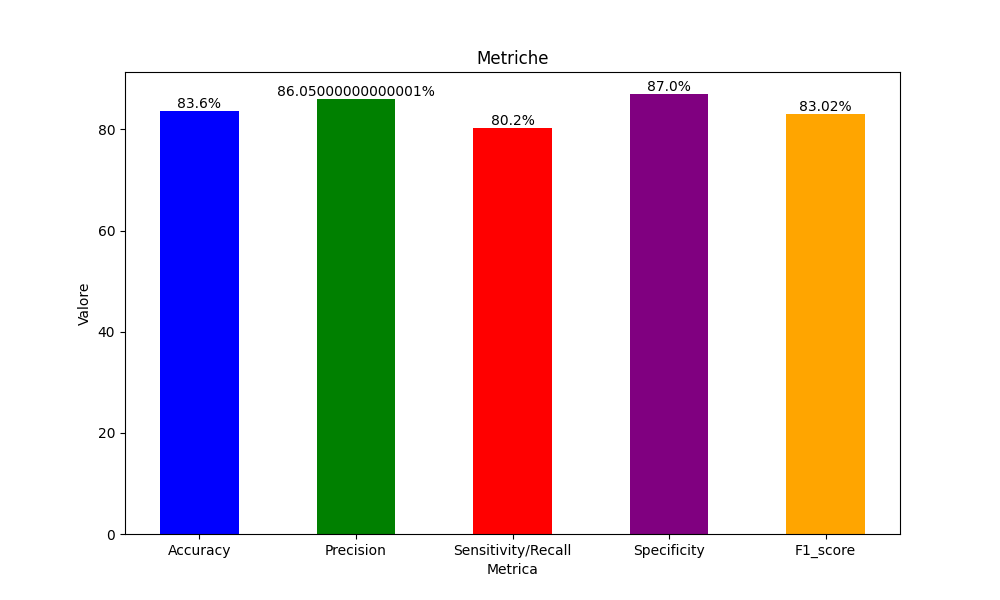 Metriche
83.6%
86.05000000000001%
80.2%
87.0%
83.02%
Valore
80
60
40
20
0
Accuracy
Precision
Sensitivity/Recall
Specificity
F1_score
Metrica